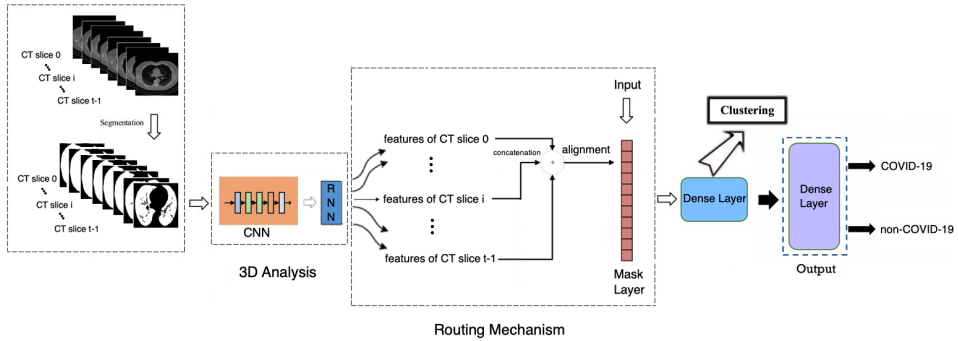 CT slice 0
CT slice i
CT slice t-1
Segmentation
CT slice 0
CT slice i
CT slice t-1
CNN
R
N
N
3D Analysis
features of CT slice 0
features of CT slice i
features of CT slice t-1
concatenation
+
alignment
Input
Mask
Layer
Routing Mechanism
Clustering
Dense Layer
Dense
Layer
Output
COVID-19
non-COVID-19